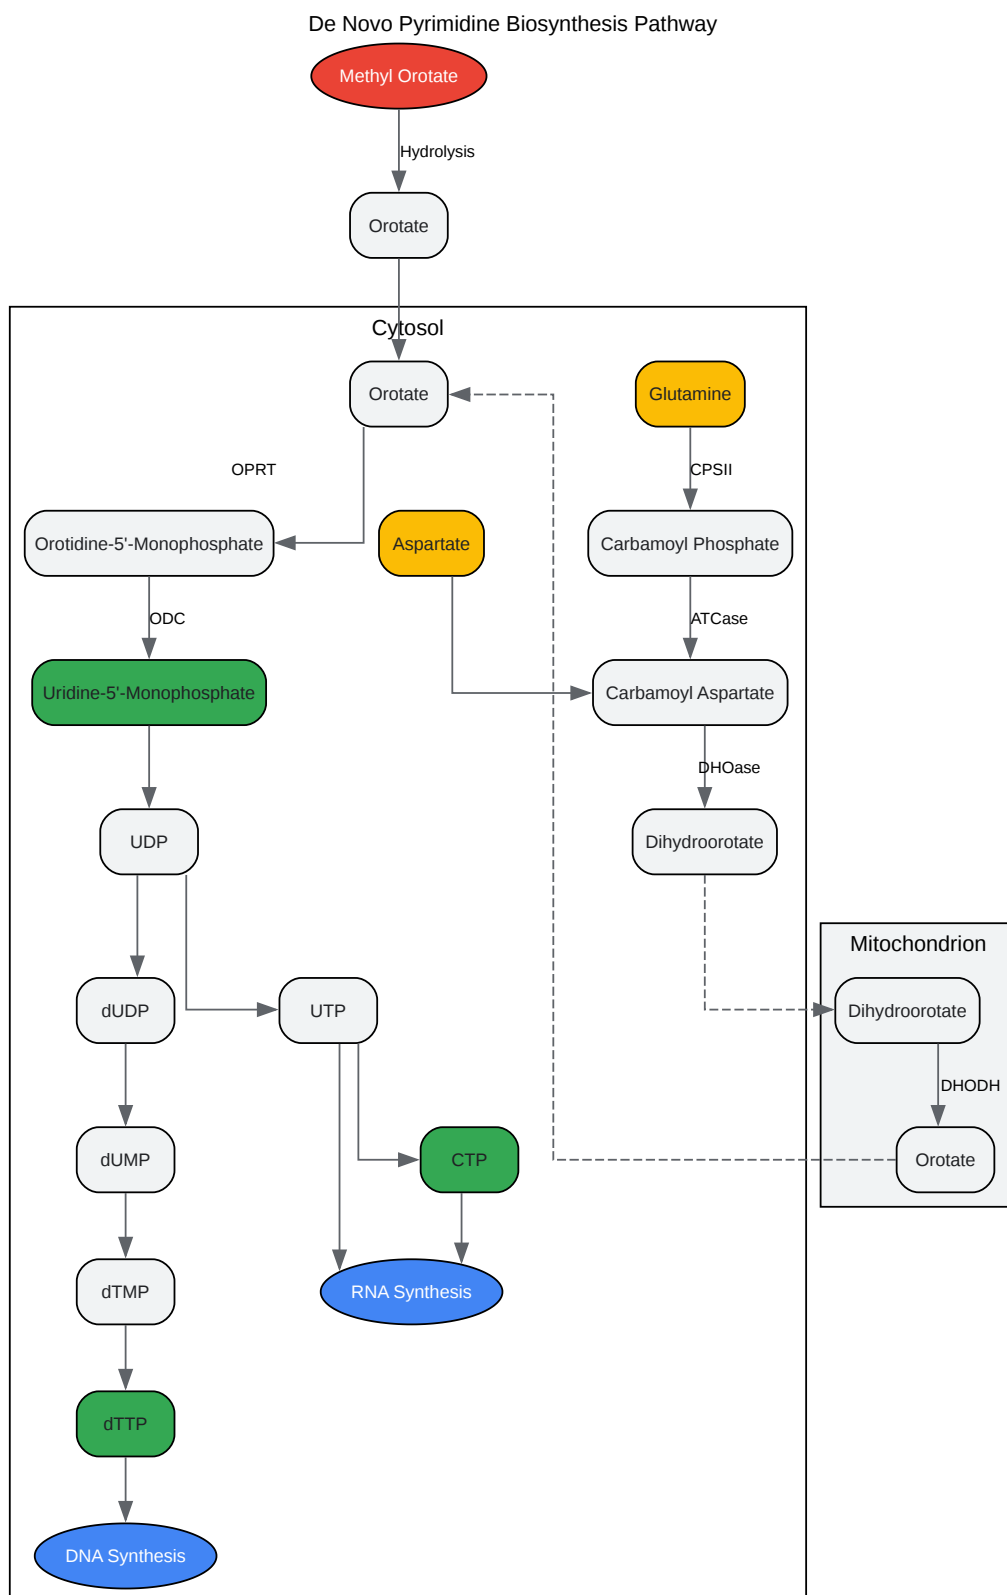 De Novo Pyrimidine Biosynthesis Pathway
Methyl Orotate
Hydrolysis
Orotate
Cytosol
Orotate
Glutamine
OPRT
CPSII
Orotidine-5'-Monophosphate
Aspartate
Carbamoyl Phosphate
ODC
ATCase
Uridine-5'-Monophosphate
Carbamoyl Aspartate
DHOase
UDP
Dihydroorotate
Mitochondrion
dUDP
UTP
Dihydroorotate
DHODH
dUMP
CTP
Orotate
dTMP
RNA Synthesis
dTTP
DNA Synthesis